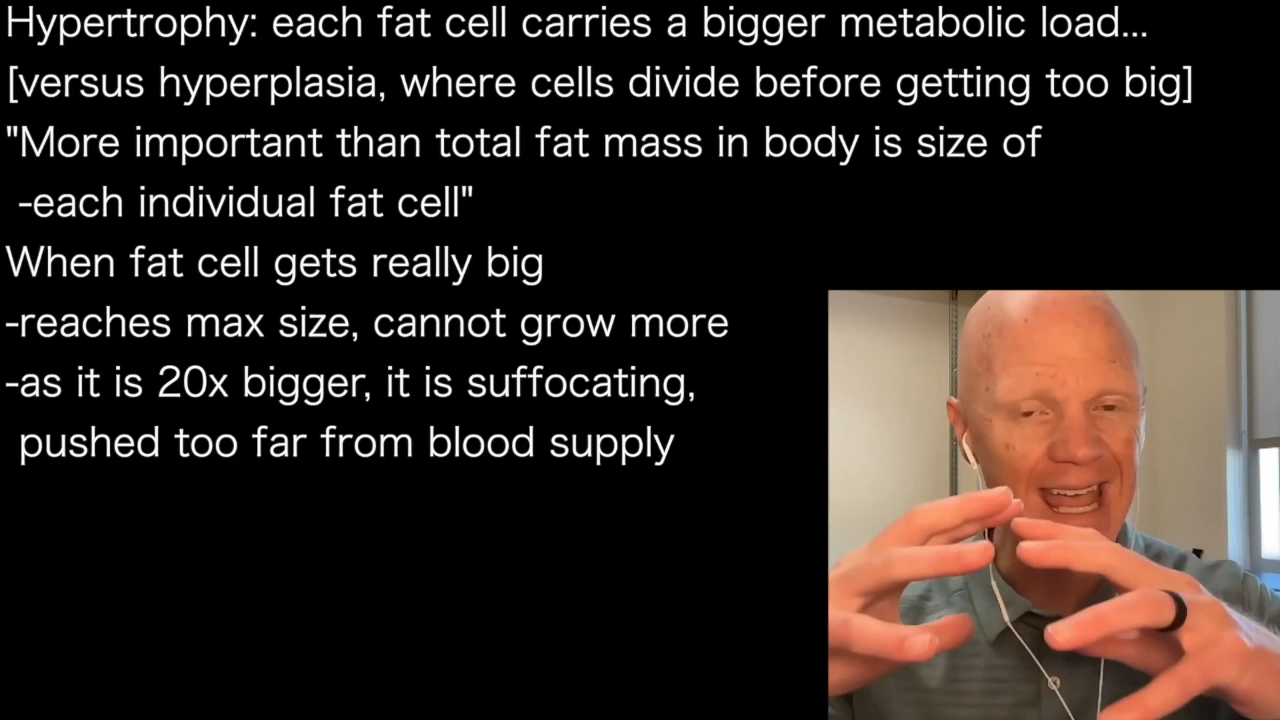 Hypertrophy: each fat cell carries a bigger metabolic load...
[versus hyperplasia, where cells divide before getting too big]
"More important than total fat mass in body is size of
-each individual fat cell"
When fat cell gets really big
-reaches max size, cannot grow more
-as it is 20x bigger, it is suffocating,
pushed too far from blood supply